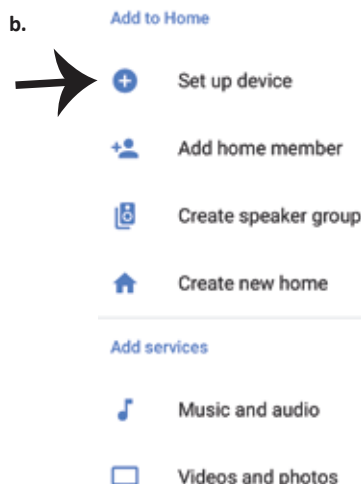 b.
Add to Home
Set up device
Add home member
Create speaker group
Create new home
Add services
Music and audio
Videos and photos